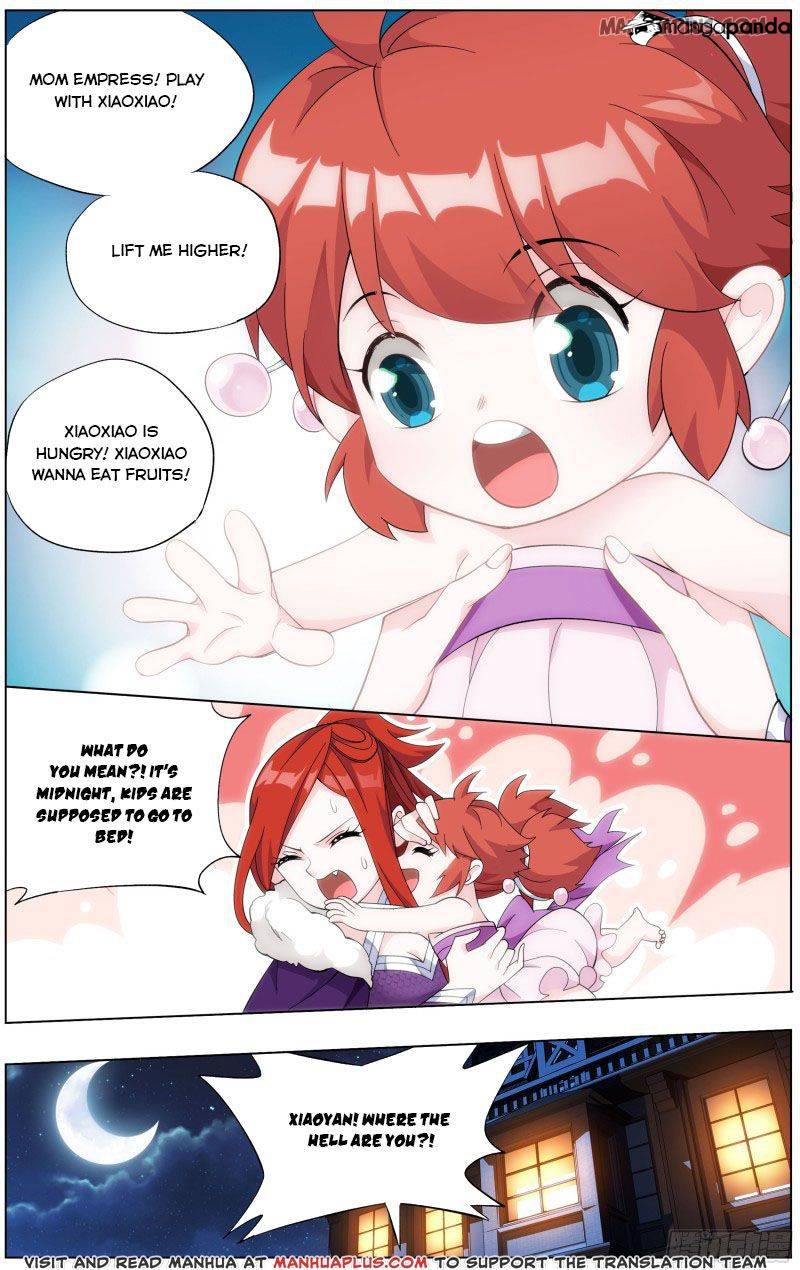 mangapanda
MOM EMPRESS! PLAY
WITH XIAOXIAO!
LIFT ME HIGHER!
XIAOXIAO IS
HUNGRY! XIAOXIAO
WANNA EAT FRUITS!
WHAT DO
YOU MEAN?! IT'S
MIDNIGHT, KIDS ARE
SUPPOSED TO GO TO
BED!
XIAOYAN! WHERE THE
HELL ARE YOU?!
VISIT AND READ MANHUA AT MANHUAPLUS.COM TO SUPPORT THE TRANSLATION TEAM